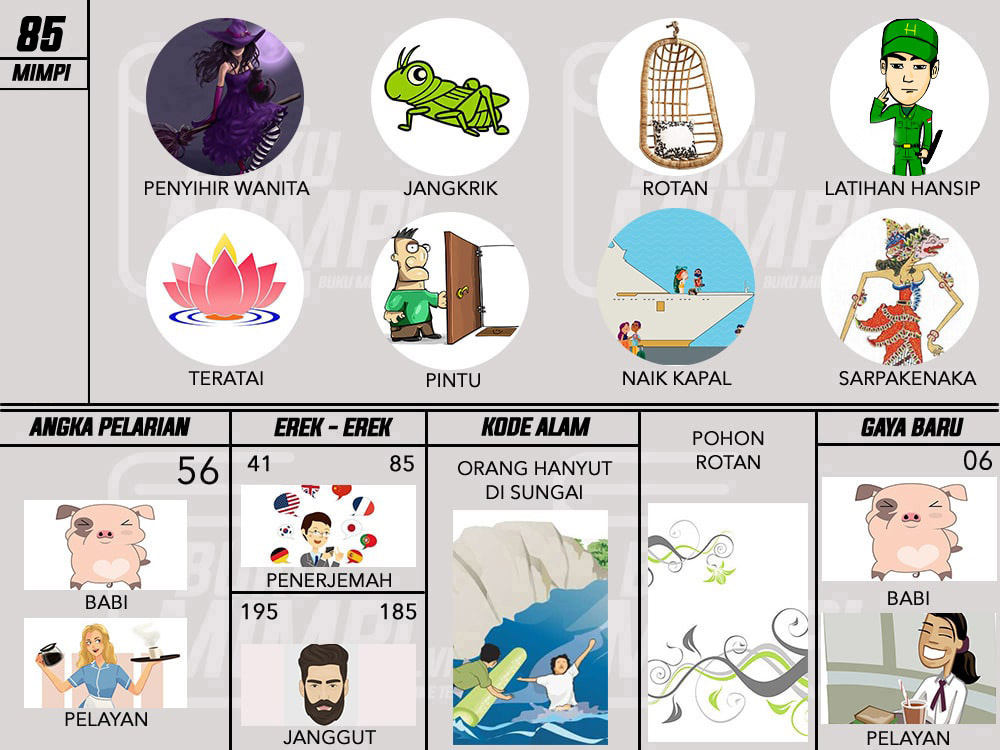 85
MIMPI
PENYIHIR WANITA
JANGKRIK
ROTAN
LATIHAN HANSIP
H
TERATAI
PINTU
NAIK KAPAL
SARPAKENAKA
ANGKA PELARIAN
56
BABI
PELAYAN
EREK - EREK
41 85
PENERJEMAH
195 185
JANGGUT
KODE ALAM
ORANG HANYUT
DI SUNGAI
POHON
ROTAN
GAYA BARU
06
BABI
PELAYAN
BUKU
MIMPI